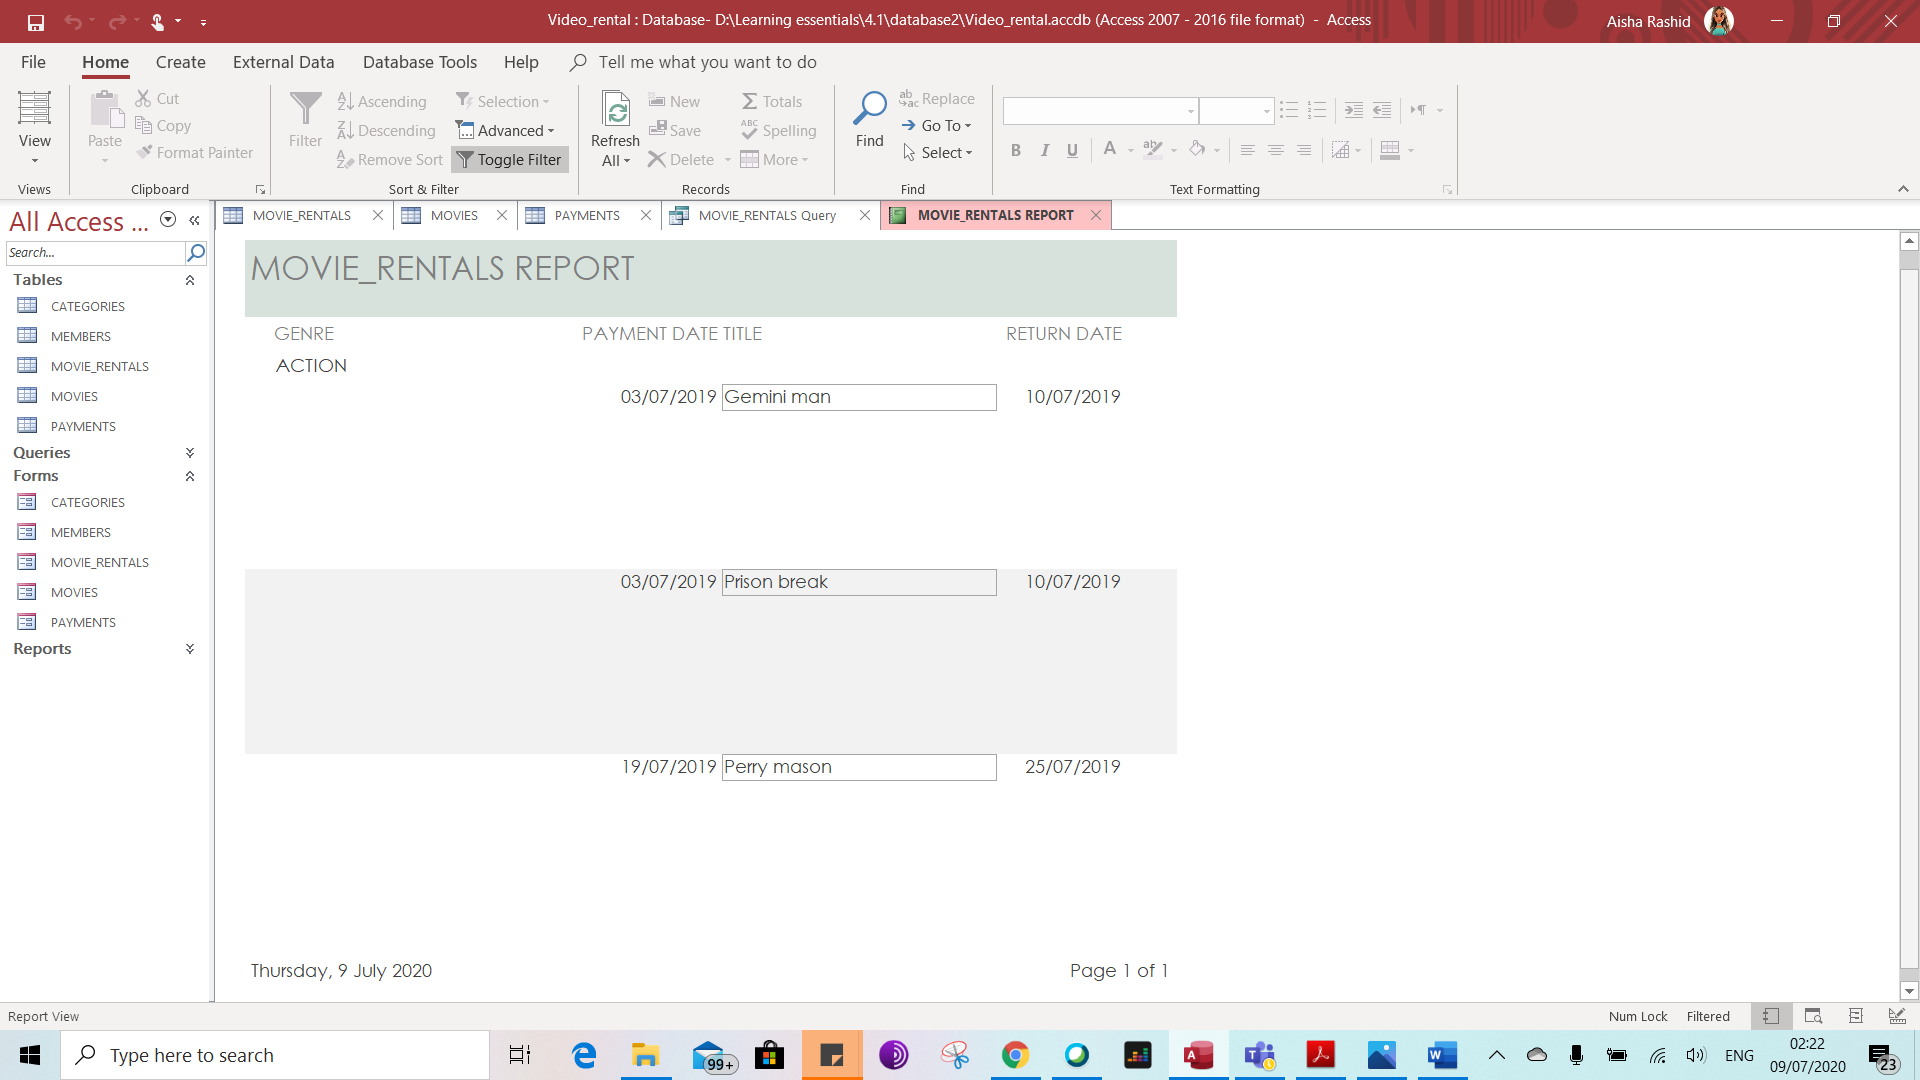 Video_rental : Database- D:\Learning essentials\4.1\database2\Video_rental.accdb (Access 2007 - 2016 file format) - Access
Aisha Rashid
File Home Create External Data Database Tools Help Tell me what you want to do
View
Views
Paste
Cut
Copy
Format Painter
Clipboard
Filter
Ascending
Descending
Remove Sort
Selection
Advanced
Toggle Filter
Sort & Filter
Refresh
All
New
Save
Delete
Totals
Spelling
More
Records
Find
Replace
Go To
Select
Find
B I U A
Text Formatting
All Access ...
Search...
Tables
CATEGORIES
MEMBERS
MOVIE_RENTALS
MOVIES
PAYMENTS
Queries
Forms
CATEGORIES
MEMBERS
MOVIE_RENTALS
MOVIES
PAYMENTS
Reports
MOVIE_RENTALS MOVIES PAYMENTS MOVIE_RENTALS Query MOVIE_RENTALS REPORT
MOVIE_RENTALS REPORT
GENRE PAYMENT DATE TITLE RETURN DATE
ACTION
03/07/2019 Gemini man 10/07/2019
03/07/2019 Prison break 10/07/2019
19/07/2019 Perry mason 25/07/2019
Thursday, 9 July 2020 Page 1 of 1
Report View Num Lock Filtered
Type here to search
99+
ENG
02:22
09/07/2020
23